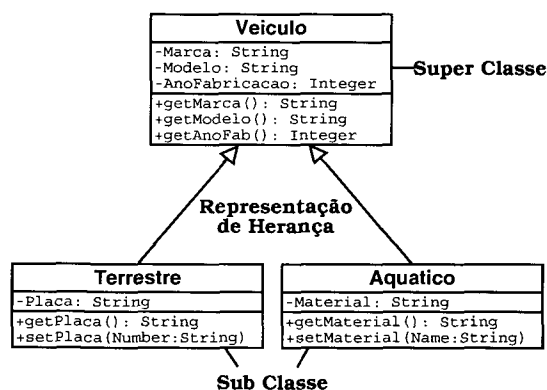 Veiculo
-Marca: String
-Modelo: String
-AnoFabricacao: Integer
+getMarca(): String
+getModelo(): String
+getAnoFab(): Integer
Super Classe
Representação
de Herança
Terrestre
-Placa: String
+getPlaca(): String
+setPlaca(Number:String)
Aquatico
-Material: String
+getMaterial(): String
+setMaterial(Name:String)
Sub Classe